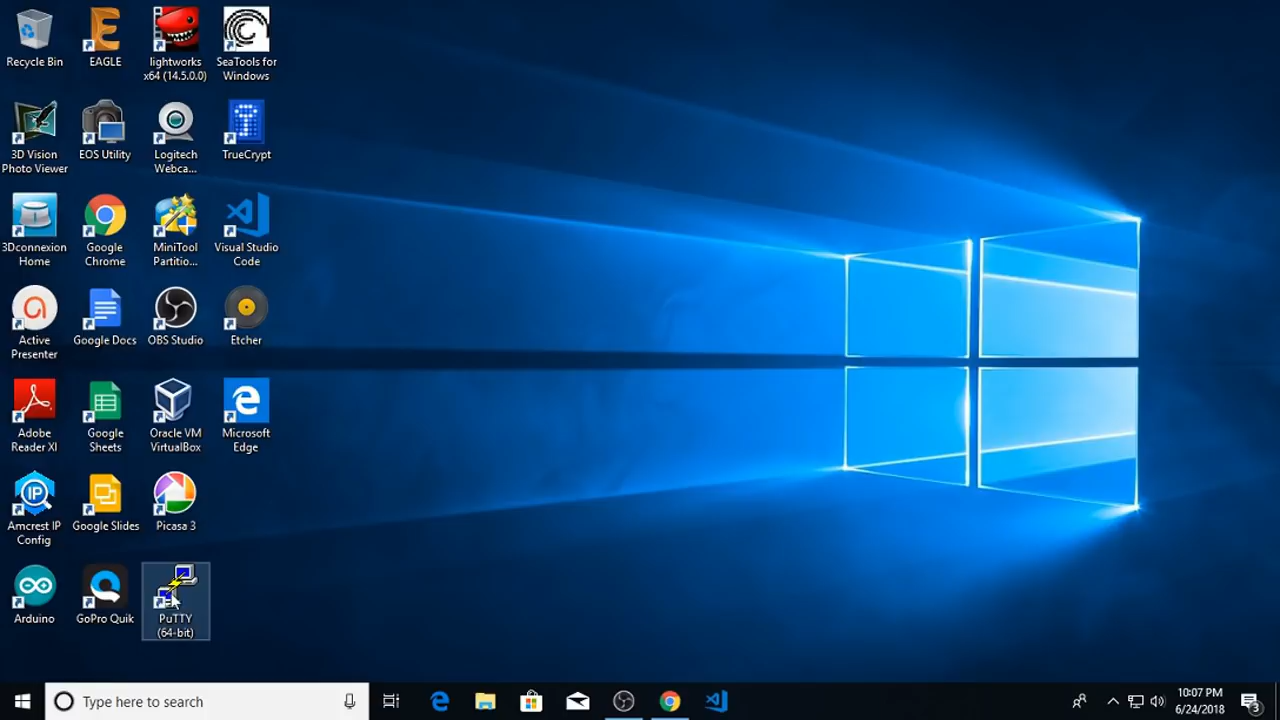 Recycle Bin
EAGLE
lightworks
x64 (14.5.0.0)
SeaTools for
Windows
3D Vision
Photo Viewer
EOS Utility
Logitech
Webca...
TrueCrypt
3Dconnexion
Home
Google
Chrome
MiniTool
Partitio...
Visual Studio
Code
Active
Presenter
Google Docs
OBS Studio
Etcher
Adobe
Reader XI
Google
Sheets
Oracle VM
VirtualBox
Microsoft
Edge
IP
Amcrest IP
Config
Google Slides
Picasa 3
Arduino
GoPro Quik
PuTTY
(64-bit)
Type here to search
10:07 PM
6/24/2018
3